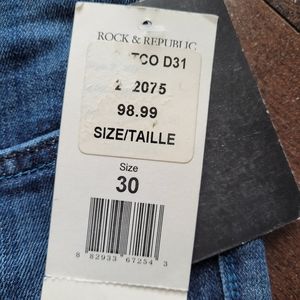 ROCK & REPUBLIC
TCO D31
2075
98.99
SIZE/TAILLE
Size
30
8 82933 67254 3